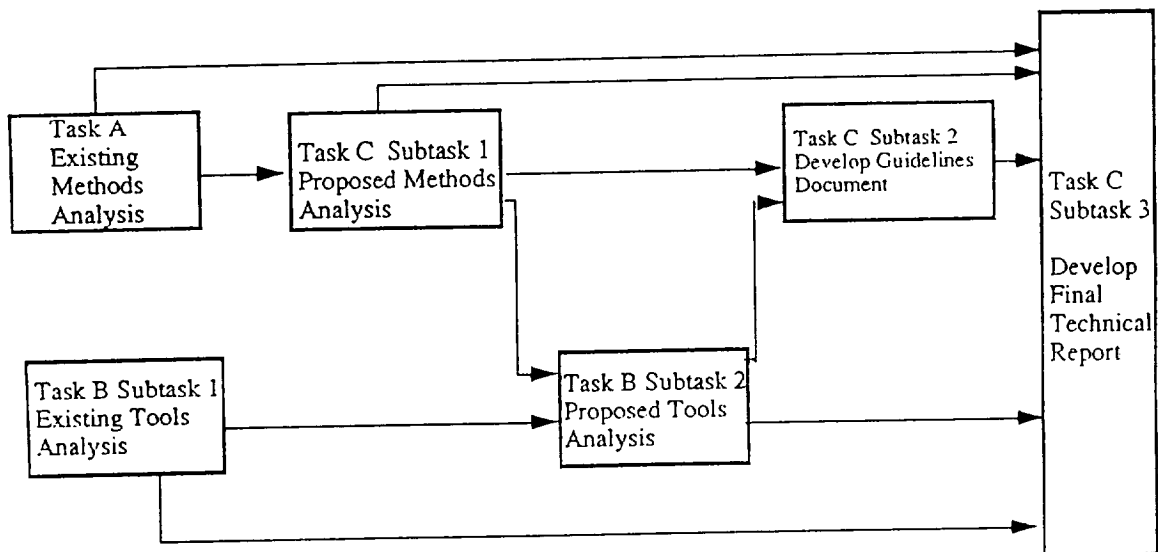 Task A
Existing
Methods
Analysis
Task C Subtask 1
Proposed Methods
Analysis
Task C Subtask 2
Develop Guidelines
Document
Task C
Subtask 3
Develop
Final
Technical
Report
Task B Subtask 1
Existing Tools
Analysis
Task B Subtask 2
Proposed Tools
Analysis